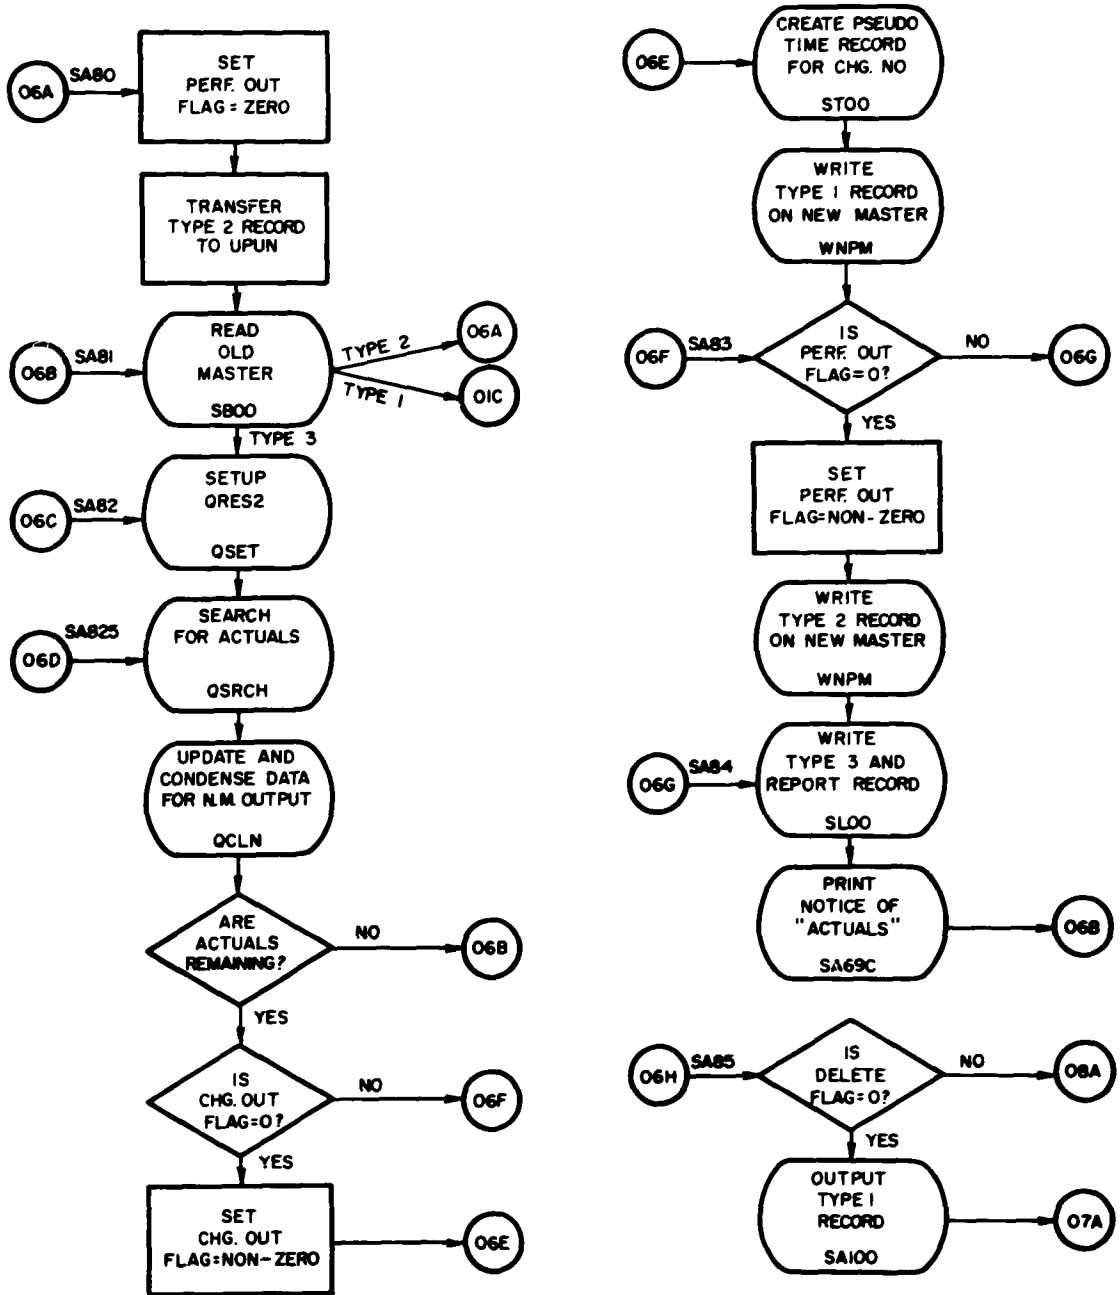 06A
SA80
SET
PERF. OUT
FLAG = ZERO
TRANSFER
TYPE 2 RECORD
TO UPUN
06B
SA81
READ
OLD
MASTER
SB00
TYPE 2
06A
TYPE 1
01C
TYPE 3
06C
SA82
SETUP
QRES2
QSET
06D
SA825
SEARCH
FOR ACTUALS
QSRCH
UPDATE AND
CONDENSE DATA
FOR N.M. OUTPUT
QCLN
ARE
ACTUALS
REMAINING?
NO
06B
YES
IS
CHG. OUT
FLAG=0?
NO
06F
YES
SET
CHG. OUT
FLAG=NON-ZERO
06E
06E
CREATE PSEUDO
TIME RECORD
FOR CHG. NO
ST00
WRITE
TYPE 1 RECORD
ON NEW MASTER
WNPM
06F
SA83
IS
PERF. OUT
FLAG=0?
NO
06G
YES
SET
PERF. OUT
FLAG=NON-ZERO
WRITE
TYPE 2 RECORD
ON NEW MASTER
WNPM
06G
SA84
WRITE
TYPE 3 AND
REPORT RECORD
SL00
PRINT
NOTICE OF
"ACTUALS"
SA69C
06B
06H
SA85
IS
DELETE
FLAG=0?
NO
08A
YES
OUTPUT
TYPE 1
RECORD
SA100
07A